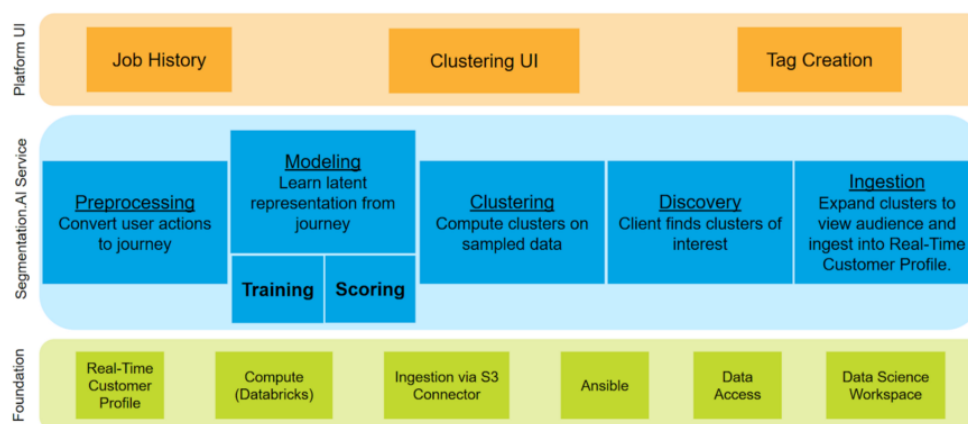 Platform UI
Job History
Clustering UI
Tag Creation
Segmentation.AI Service
Preprocessing
Convert user actions
to journey
Modeling
Learn latent
representation from
journey
Training
Scoring
Clustering
Compute clusters on
sampled data
Discovery
Client finds clusters of
interest
Ingestion
Expand clusters to
view audience and
ingest into Real-Time
Customer Profile.
Foundation
Real-Time
Customer
Profile
Compute
(Databricks)
Ingestion via S3
Connector
Ansible
Data
Access
Data Science
Workspace